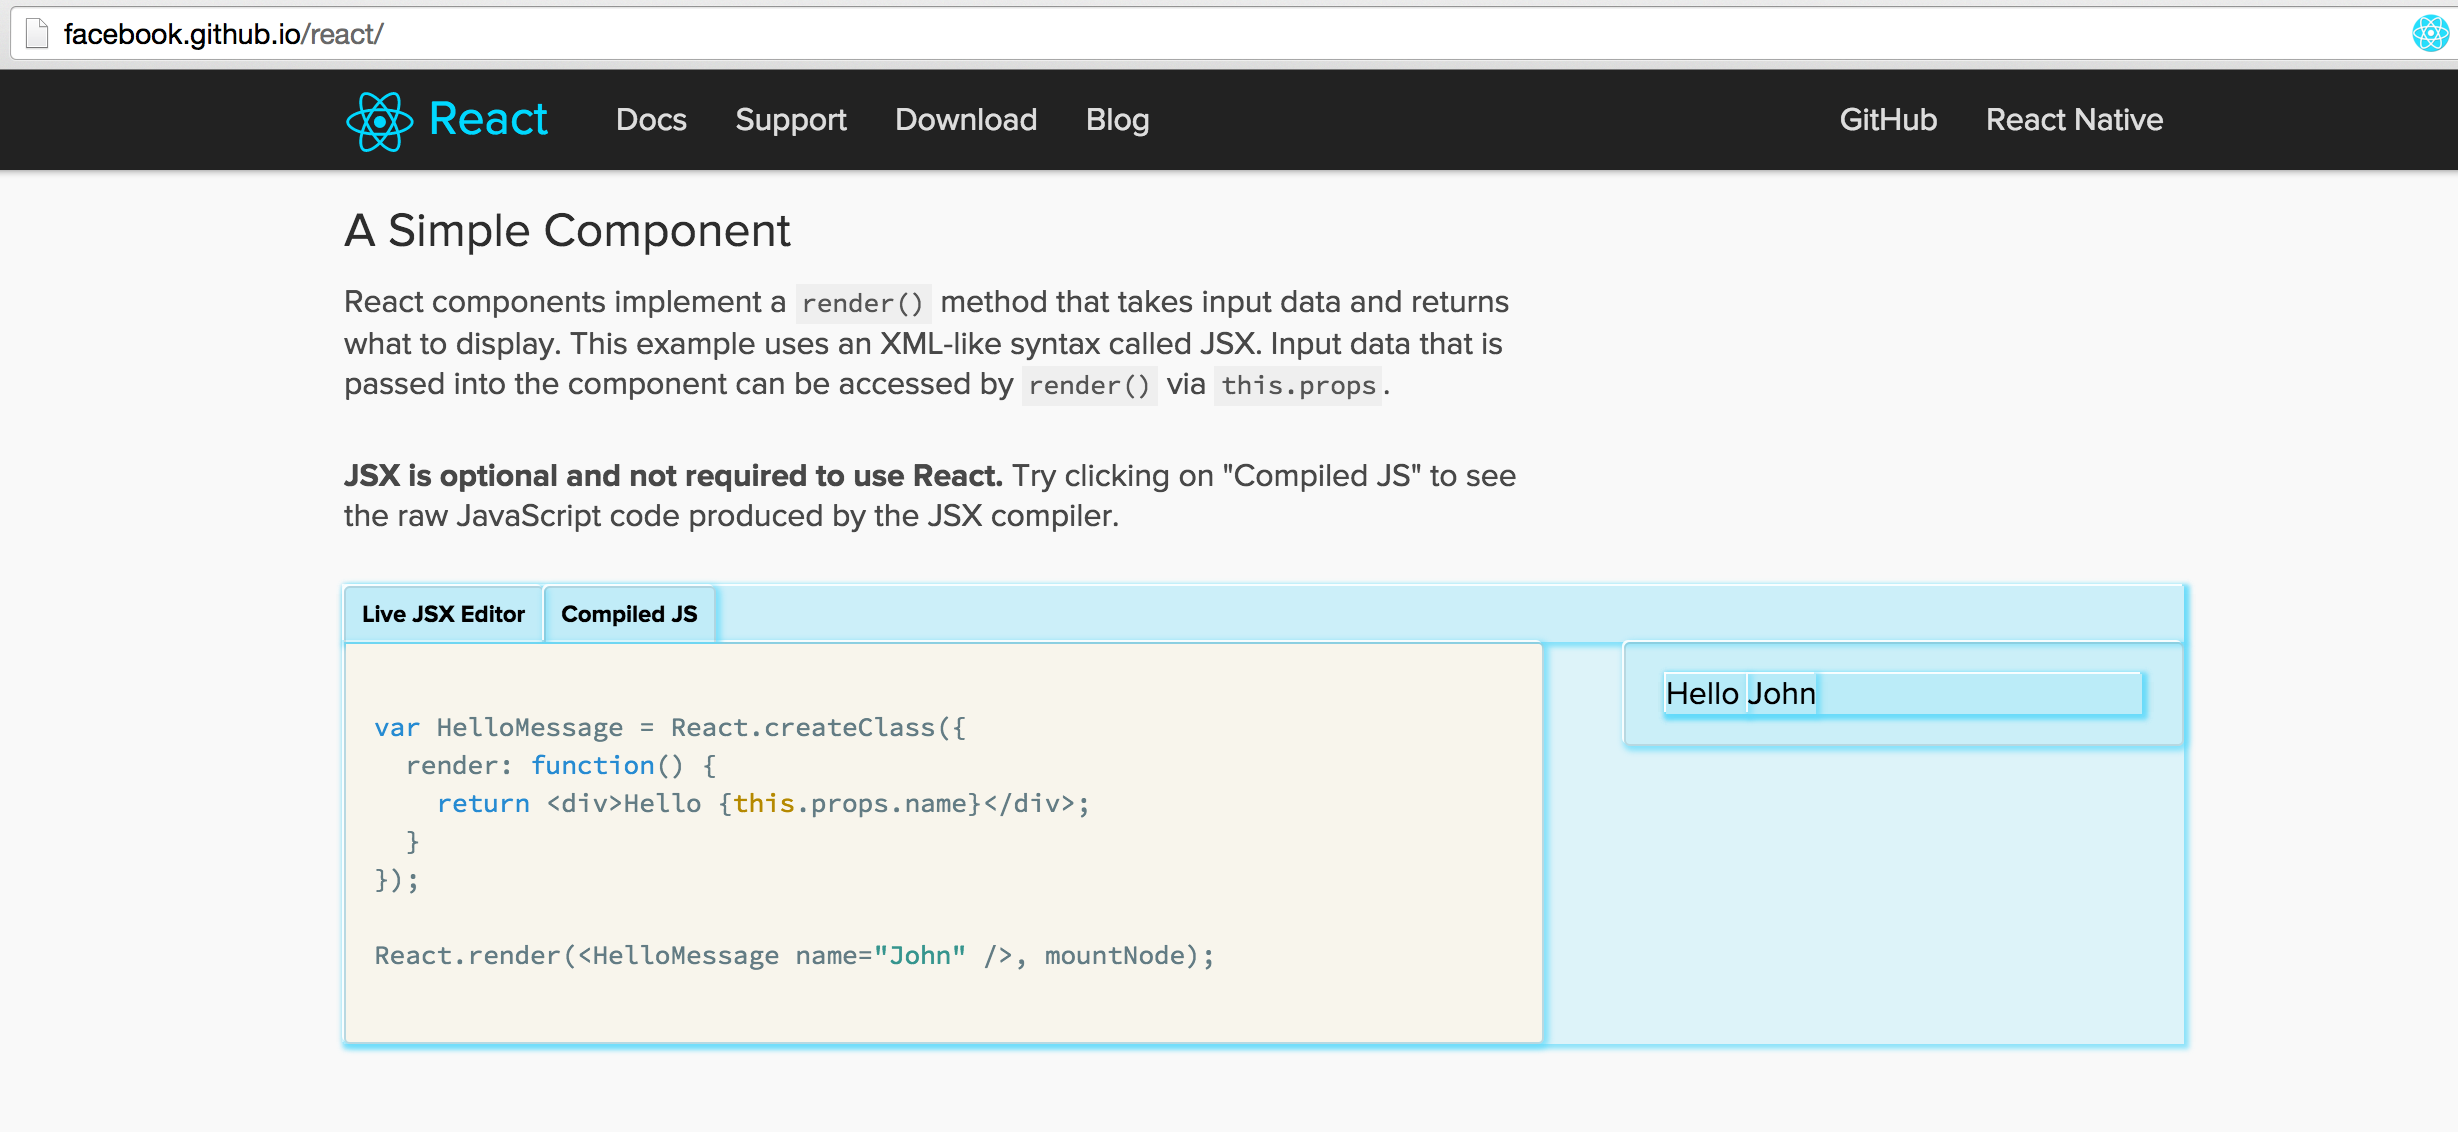 facebook.github.io/react/
React Docs Support Download Blog GitHub React Native
A Simple Component
React components implement a render() method that takes input data and returns
what to display. This example uses an XML-like syntax called JSX. Input data that is
passed into the component can be accessed by render() via this.props.
JSX is optional and not required to use React. Try clicking on "Compiled JS" to see
the raw JavaScript code produced by the JSX compiler.
Live JSX Editor Compiled JS
var HelloMessage = React.createClass({
  render: function() {
    return <div>Hello {this.props.name}</div>;
  }
});
React.render(<HelloMessage name="John" />, mountNode);
Hello John